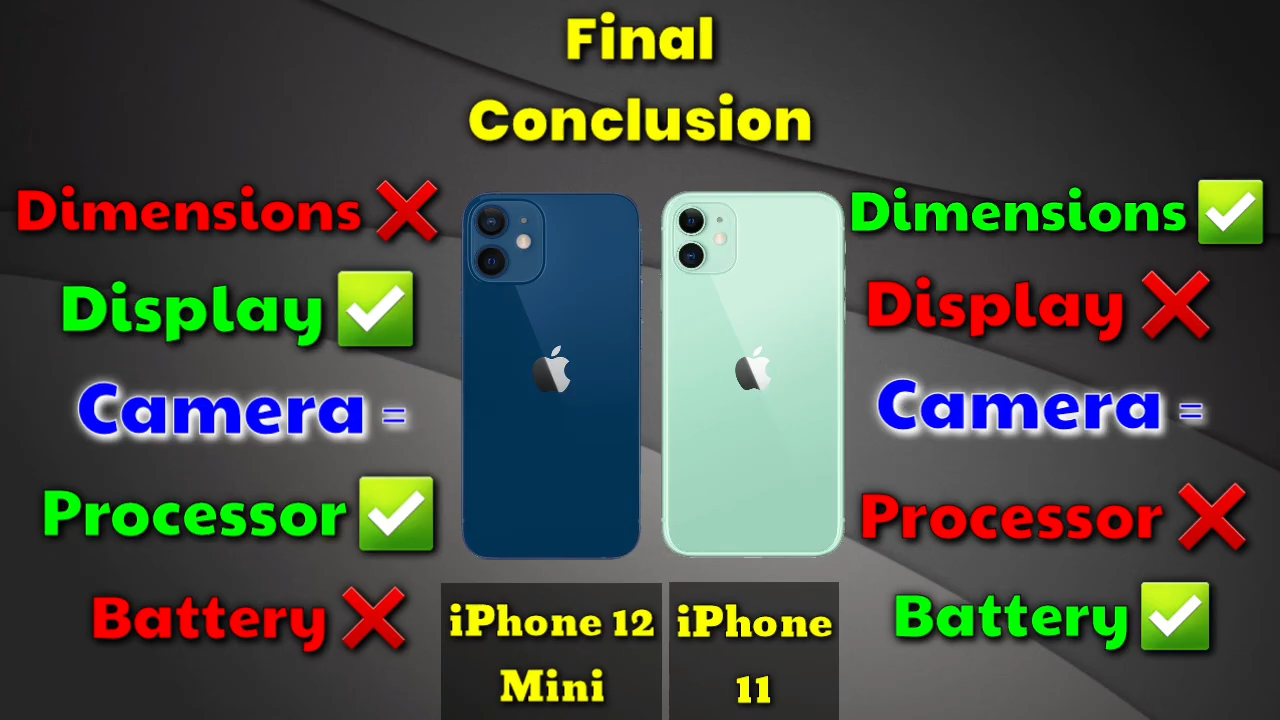 Final
Conclusion
Dimensions ❌
Display ✅
Camera =
Processor ✅
Battery ❌
iPhone 12
Mini
iPhone
11
Dimensions ✅
Display ❌
Camera =
Processor ❌
Battery ✅